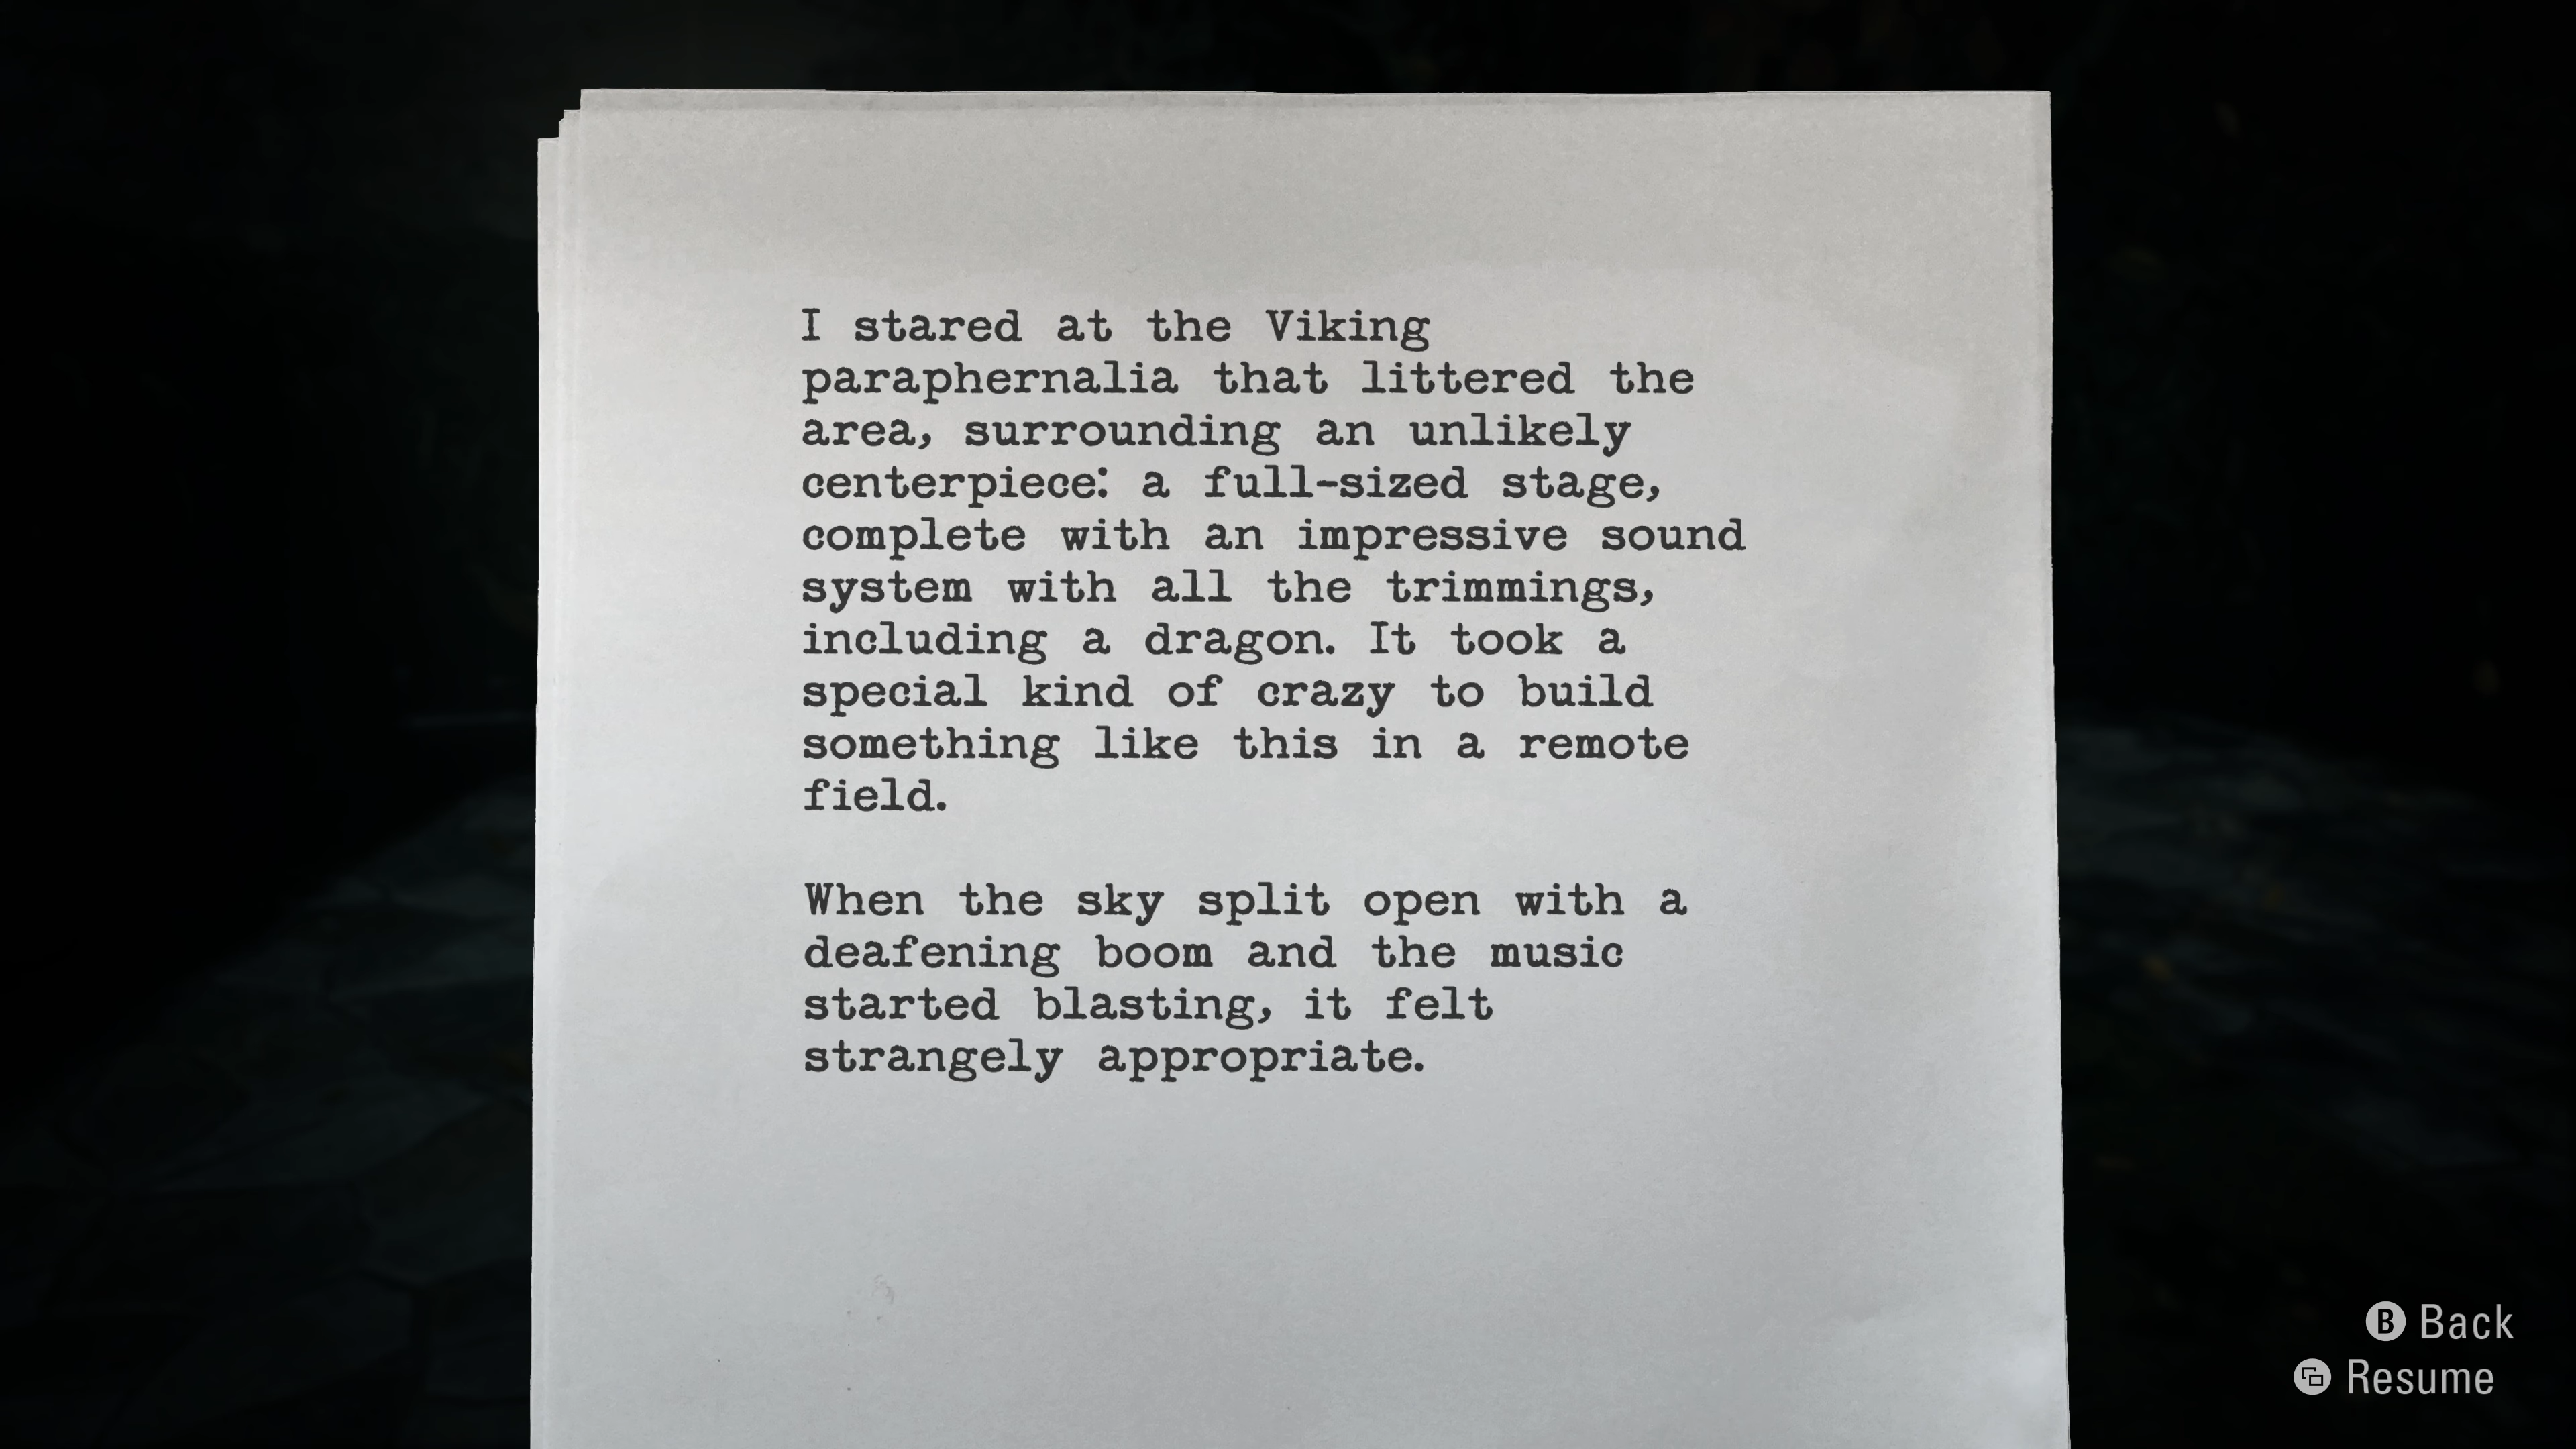 I stared at the Viking
paraphernalia that littered the
area, surrounding an unlikely
centerpiece: a full-sized stage,
complete with an impressive sound
system with all the trimmings,
including a dragon. It took a
special kind of crazy to build
something like this in a remote
field.
When the sky split open with a
deafening boom and the music
started blasting, it felt
strangely appropriate.
B Back
Resume